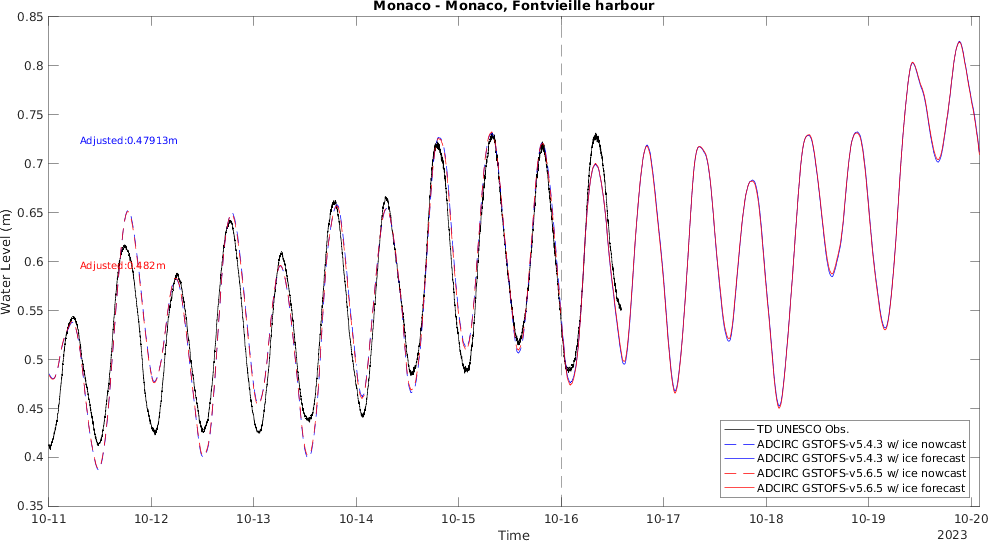 Monaco - Monaco, Fontvieille harbour
0.85
0.8
0.75
0.7
0.65
0.6
0.55
0.5
0.45
0.4
0.35
Water Level (m)
Adjusted:0.47913m
Adjusted:0.482m
TD UNESCO Obs.
ADCIRC GSTOFS-v5.4.3 w/ ice nowcast
ADCIRC GSTOFS-v5.4.3 w/ ice forecast
ADCIRC GSTOFS-v5.6.5 w/ ice nowcast
ADCIRC GSTOFS-v5.6.5 w/ ice forecast
10-11 10-12 10-13 10-14 10-15 10-16 10-17 10-18 10-19 10-20
Time
2023